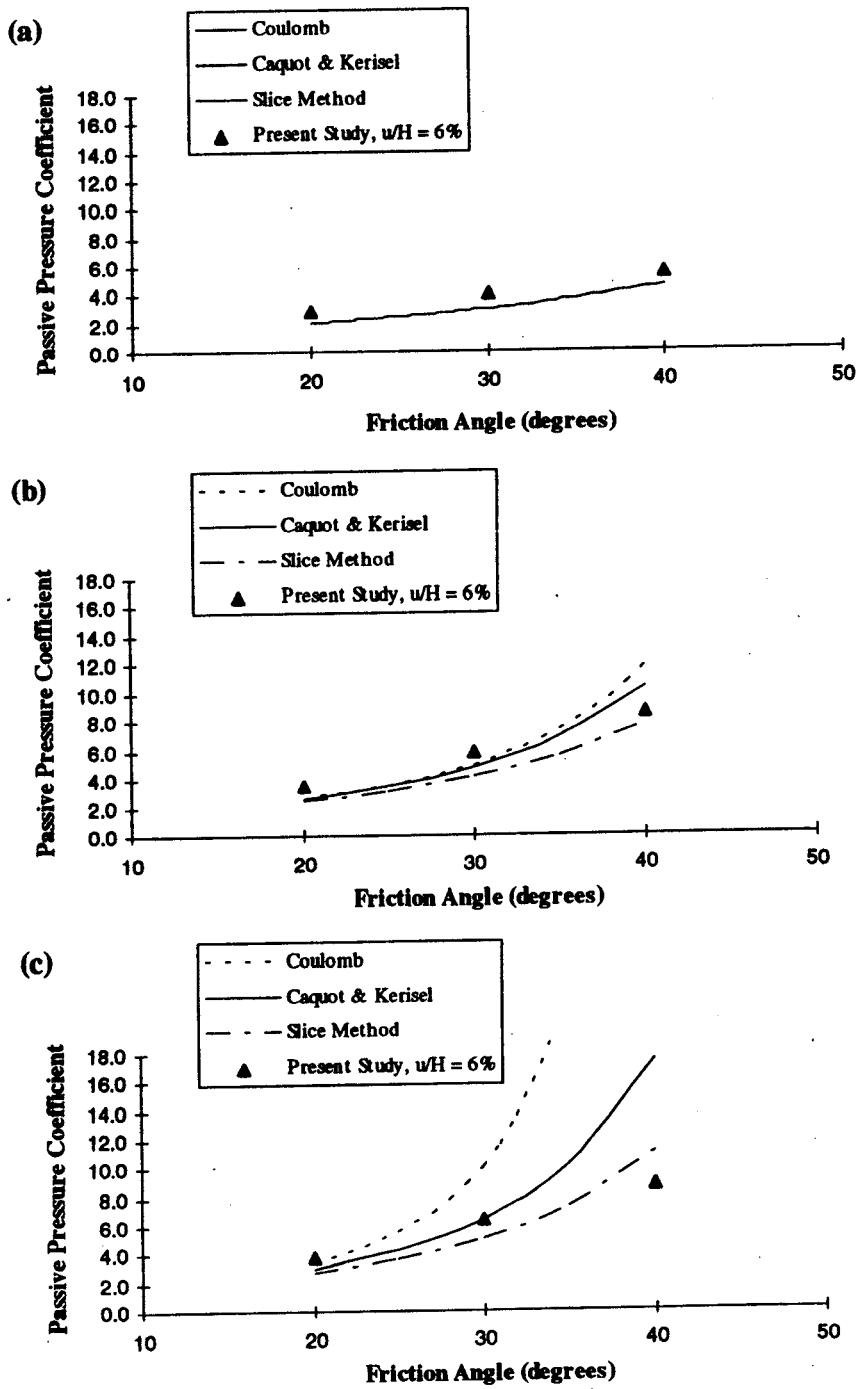 (a)
Coulomb
Caquot & Kerisel
Slice Method
Present Study, u/H = 6%
Passive Pressure Coefficient
18.0
16.0
14.0
12.0
10.0
8.0
6.0
4.0
2.0
0.0
10 20 30 40 50
Friction Angle (degrees)
(b)
Coulomb
Caquot & Kerisel
Slice Method
Present Study, u/H = 6%
Passive Pressure Coefficient
18.0
16.0
14.0
12.0
10.0
8.0
6.0
4.0
2.0
0.0
10 20 30 40 50
Friction Angle (degrees)
(c)
Coulomb
Caquot & Kerisel
Slice Method
Present Study, u/H = 6%
Passive Pressure Coefficient
18.0
16.0
14.0
12.0
10.0
8.0
6.0
4.0
2.0
0.0
10 20 30 40 50
Friction Angle (degrees)